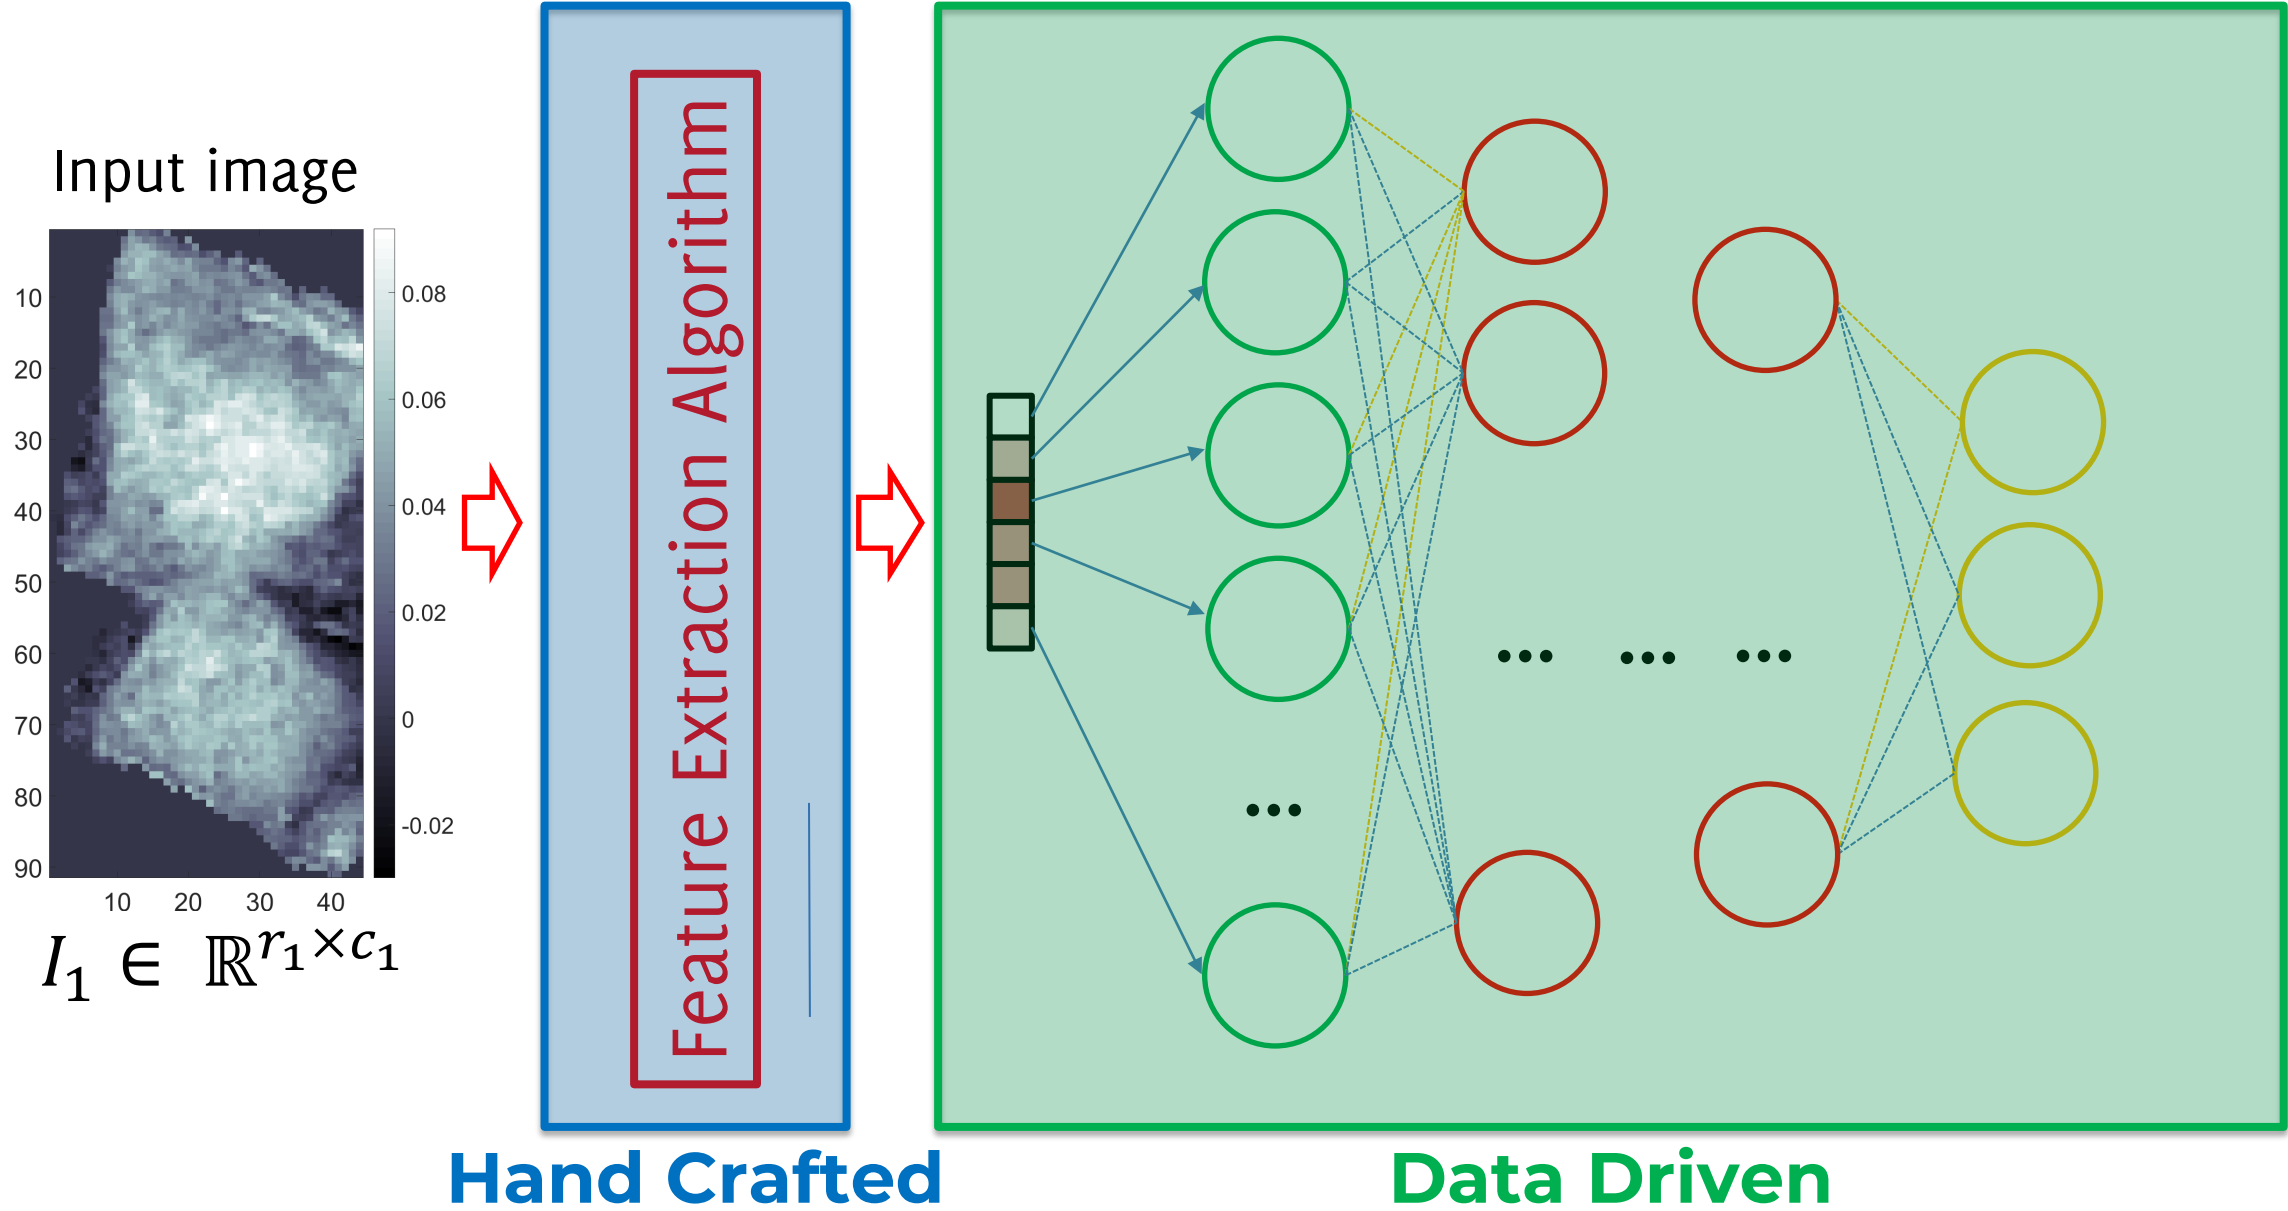 Input image
10
20
30
40
50
60
70
80
90
10 20 30 40
0.08
0.06
0.04
0.02
0
-0.02
I₁ ∈ ℝ^{r₁×c₁}
Feature Extraction Algorithm
Hand Crafted
...
... ... ...
Data Driven